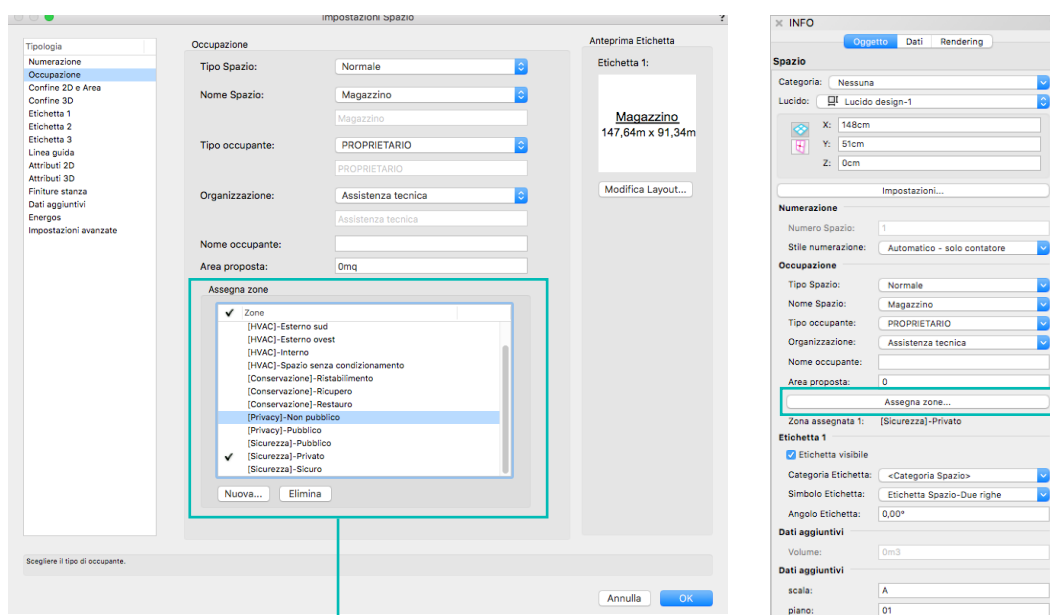 Impostazioni Spazio
?
Tipologia
Numerazione
Occupazione
Confine 2D e Area
Confine 3D
Etichetta 1
Etichetta 2
Etichetta 3
Linea guida
Attributi 2D
Attributi 3D
Finiture stanza
Dati aggiuntivi
Energos
Impostazioni avanzate
Occupazione
Tipo Spazio: Normale
Nome Spazio: Magazzino
Magazzino
Tipo occupante: PROPRIETARIO
PROPRIETARIO
Organizzazione: Assistenza tecnica
Assistenza tecnica
Nome occupante:
Area proposta: 0mq
Assegna zone
✔ Zone
[HVAC]-Esterno sud
[HVAC]-Esterno ovest
[HVAC]-Interno
[HVAC]-Spazio senza condizionamento
[Conservazione]-Ristabilimento
[Conservazione]-Ricupero
[Conservazione]-Restauro
[Privacy]-Non pubblico
[Privacy]-Pubblico
[Sicurezza]-Pubblico
✔ [Sicurezza]-Privato
[Sicurezza]-Sicuro
Nuova... Elimina
Anteprima Etichetta
Etichetta 1:
Magazzino
147,64m x 91,34m
Modifica Layout...
Scegliere il tipo di occupante.
Annulla OK
× INFO
Oggetto Dati Rendering
Spazio
Categoria: Nessuna
Lucido: Lucido design-1
X: 148cm
Y: 51cm
Z: 0cm
Impostazioni...
Numerazione
Numero Spazio: 1
Stile numerazione: Automatico - solo contatore
Occupazione
Tipo Spazio: Normale
Nome Spazio: Magazzino
Tipo occupante: PROPRIETARIO
Organizzazione: Assistenza tecnica
Nome occupante:
Area proposta: 0
Assegna zone...
Zona assegnata 1: [Sicurezza]-Privato
Etichetta 1
Etichetta visibile
Categoria Etichetta: <Categoria Spazio>
Simbolo Etichetta: Etichetta Spazio-Due righe
Angolo Etichetta: 0,00°
Dati aggiuntivi
Volume: 0m3
Dati aggiuntivi
scala: A
piano: 01